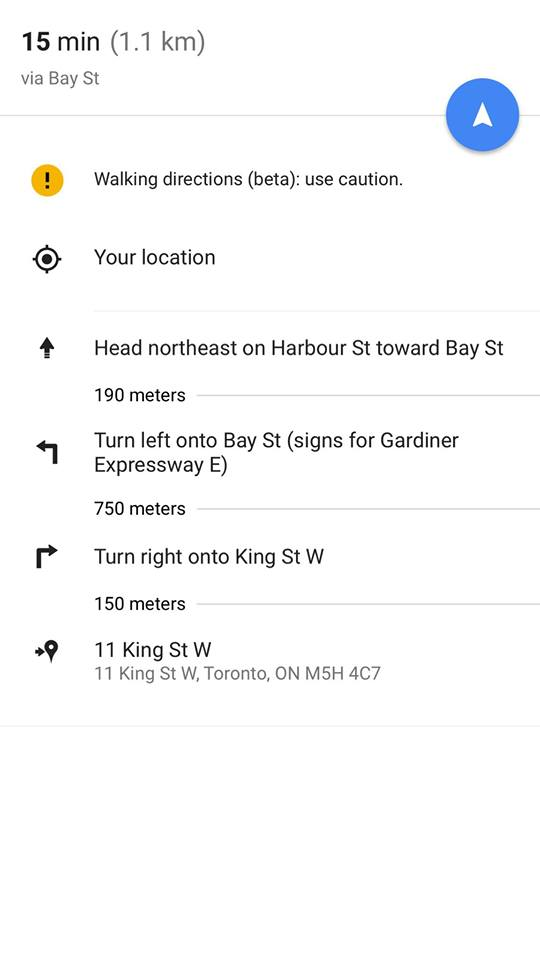 15 min (1.1 km)
via Bay St
Walking directions (beta): use caution.
Your location
Head northeast on Harbour St toward Bay St
190 meters
Turn left onto Bay St (signs for Gardiner
Expressway E)
750 meters
Turn right onto King St W
150 meters
11 King St W
11 King St W, Toronto, ON M5H 4C7